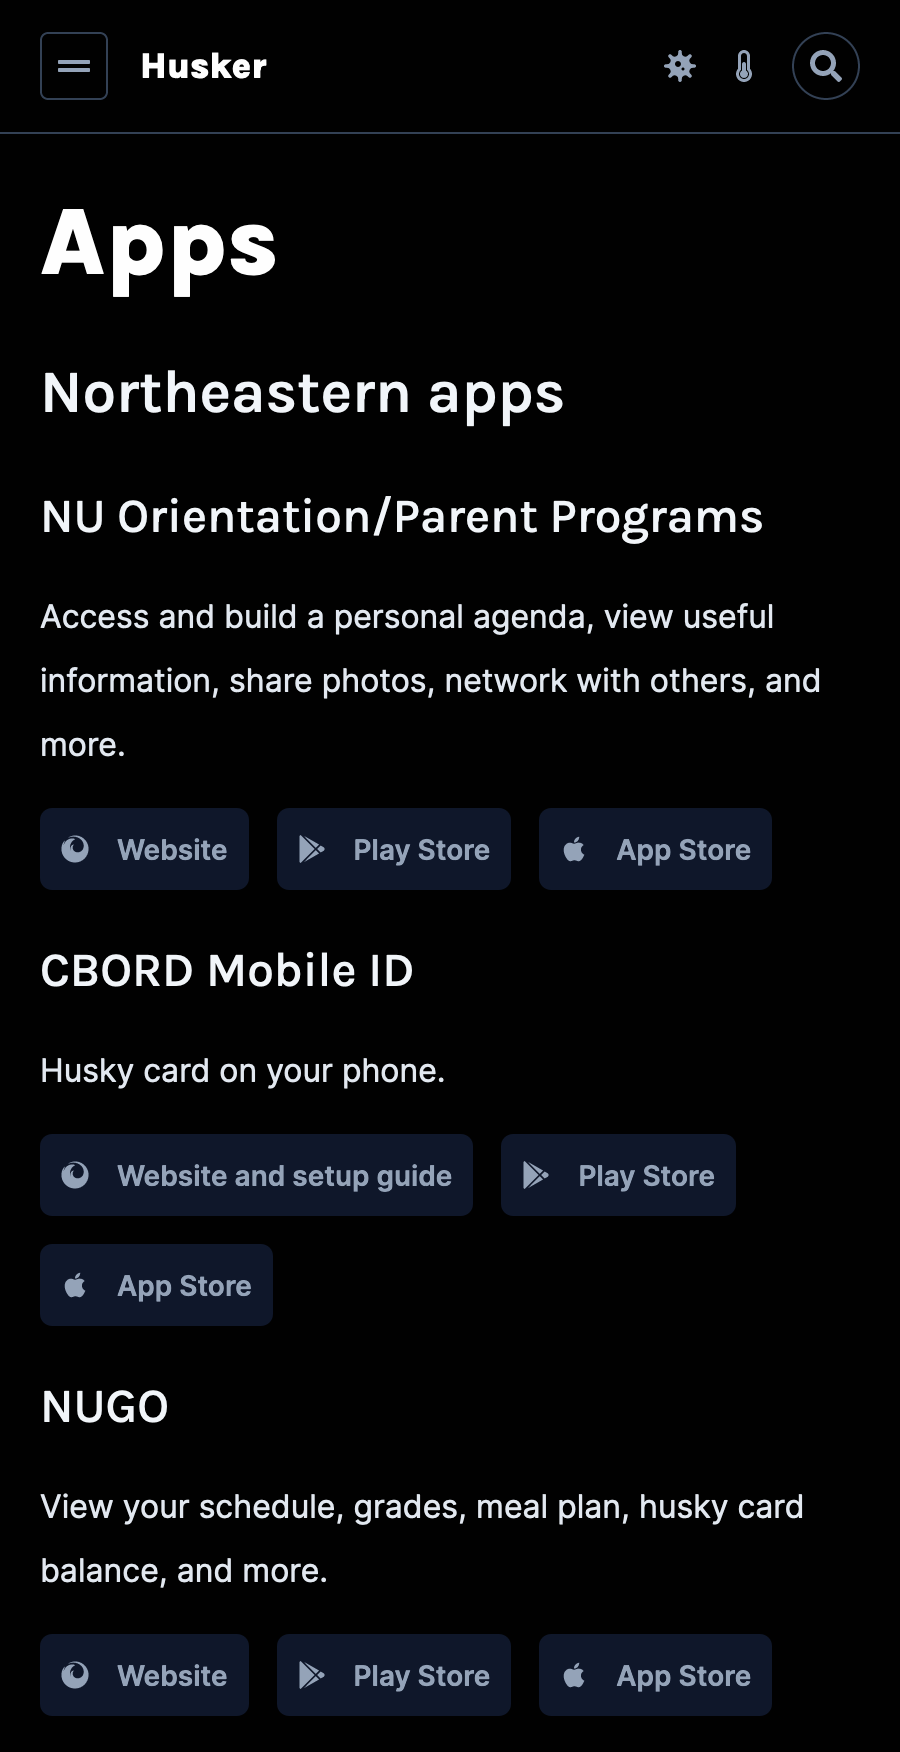 Husker
Apps
Northeastern apps
NU Orientation/Parent Programs
Access and build a personal agenda, view useful
information, share photos, network with others, and
more.
Website Play Store App Store
CBORD Mobile ID
Husky card on your phone.
Website and setup guide Play Store
App Store
NUGO
View your schedule, grades, meal plan, husky card
balance, and more.
Website Play Store App Store